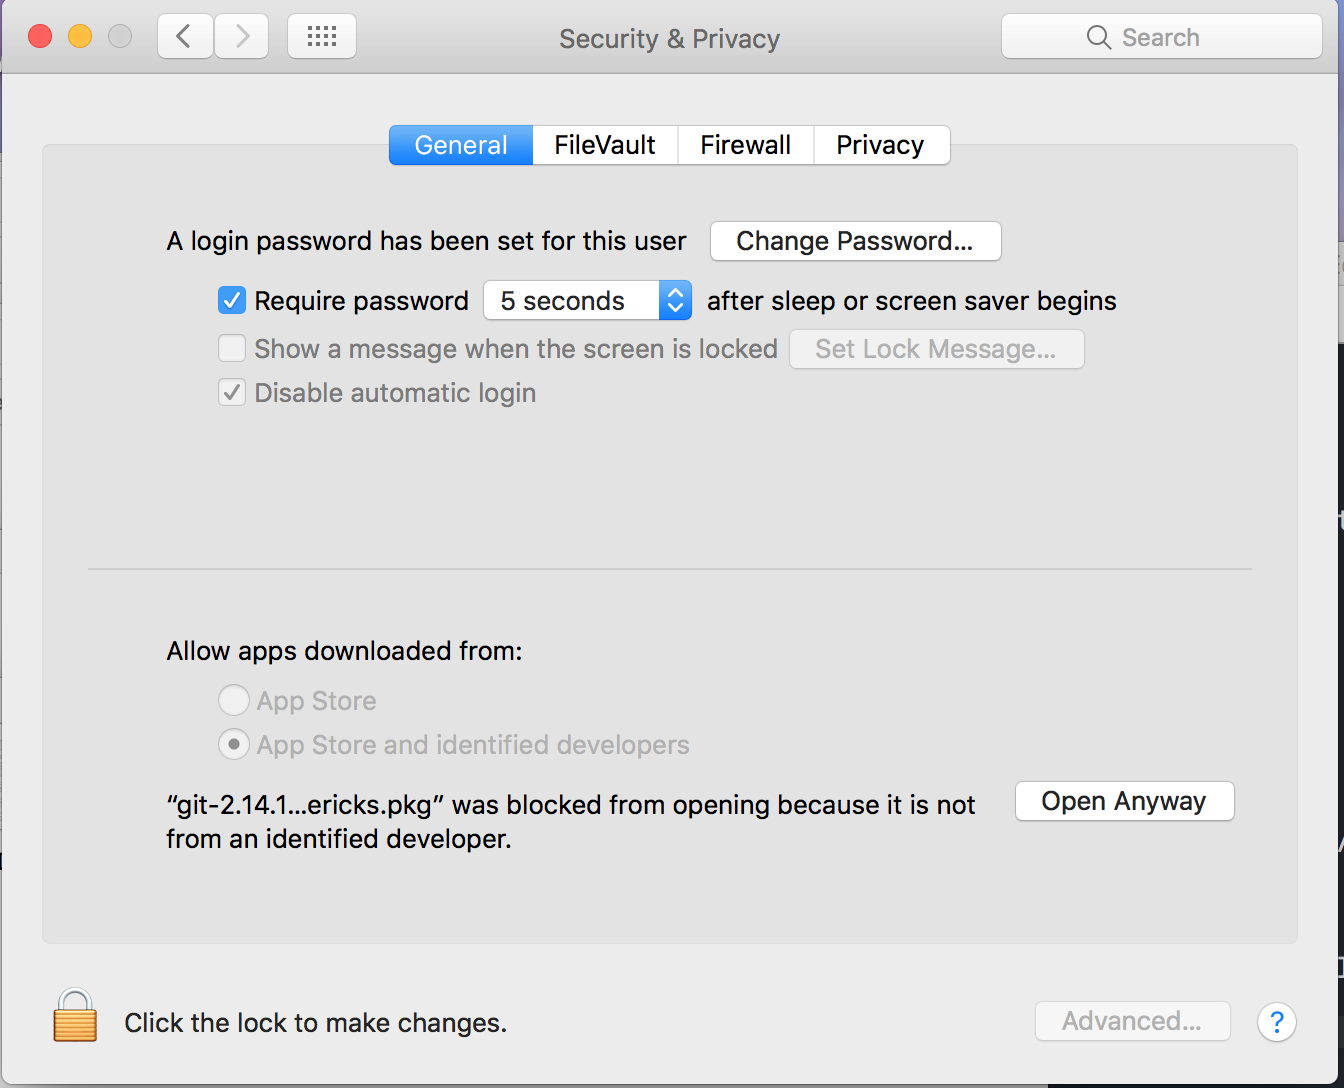 Security & Privacy
Search
General FileVault Firewall Privacy
A login password has been set for this user Change Password...
Require password 5 seconds after sleep or screen saver begins
Show a message when the screen is locked Set Lock Message...
Disable automatic login
Allow apps downloaded from:
App Store
App Store and identified developers
“git-2.14.1...ericks.pkg” was blocked from opening because it is not Open Anyway
from an identified developer.
Click the lock to make changes.
Advanced... ?